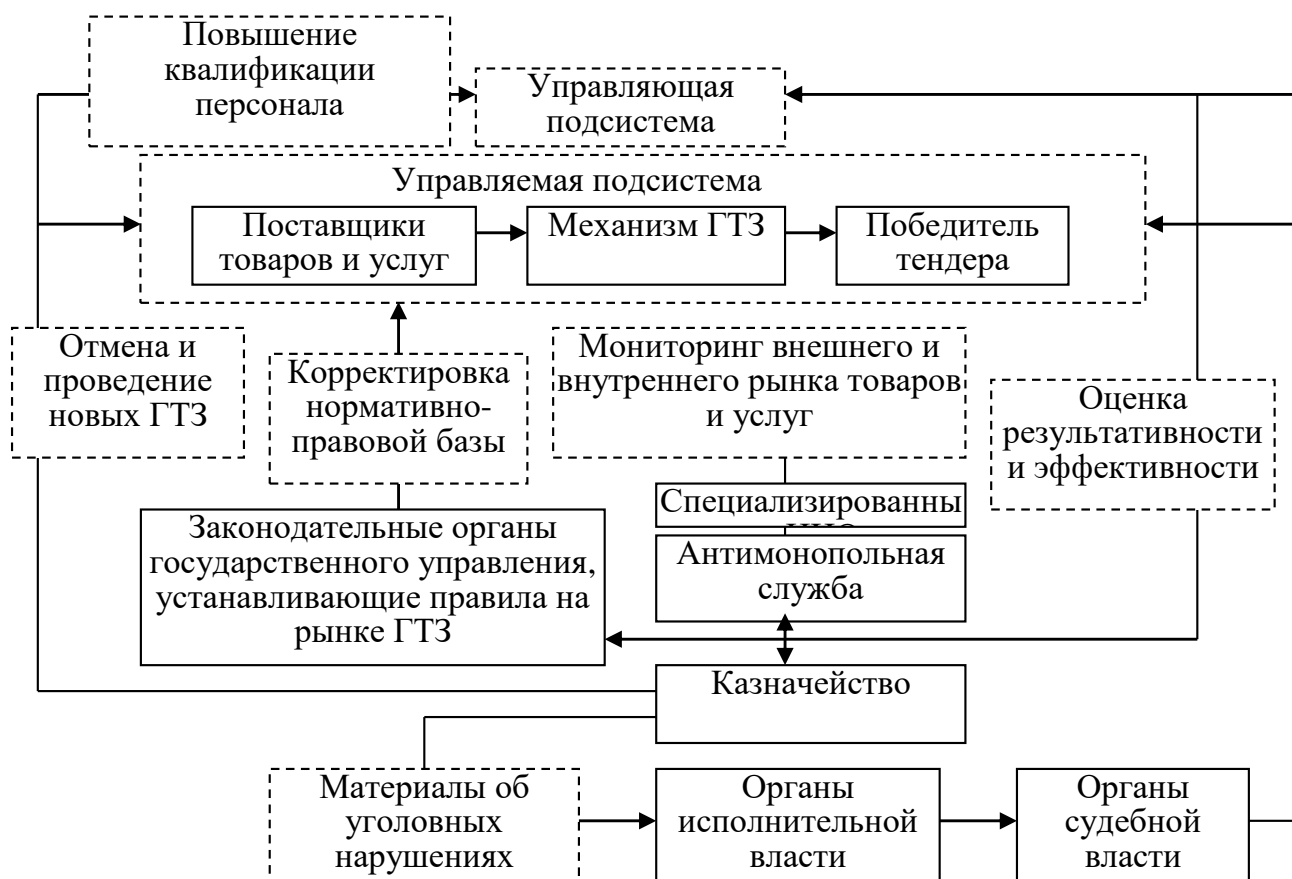 Повышение
квалификации
персонала
Управляющая
подсистема
Управляемая подсистема
Поставщики
товаров и услуг
Механизм ГТЗ
Победитель
тендера
Отмена и
проведение
новых ГТЗ
Корректировка
нормативно-
правовой базы
Мониторинг внешнего и
внутреннего рынка товаров
и услуг
Оценка
результативности
и эффективности
Специализированны
Законодательные органы
государственного управления,
устанавливающие правила на
рынке ГТЗ
Антимонопольная
служба
Казначейство
Материалы об
уголовных
нарушениях
Органы
исполнительной
власти
Органы
судебной
власти